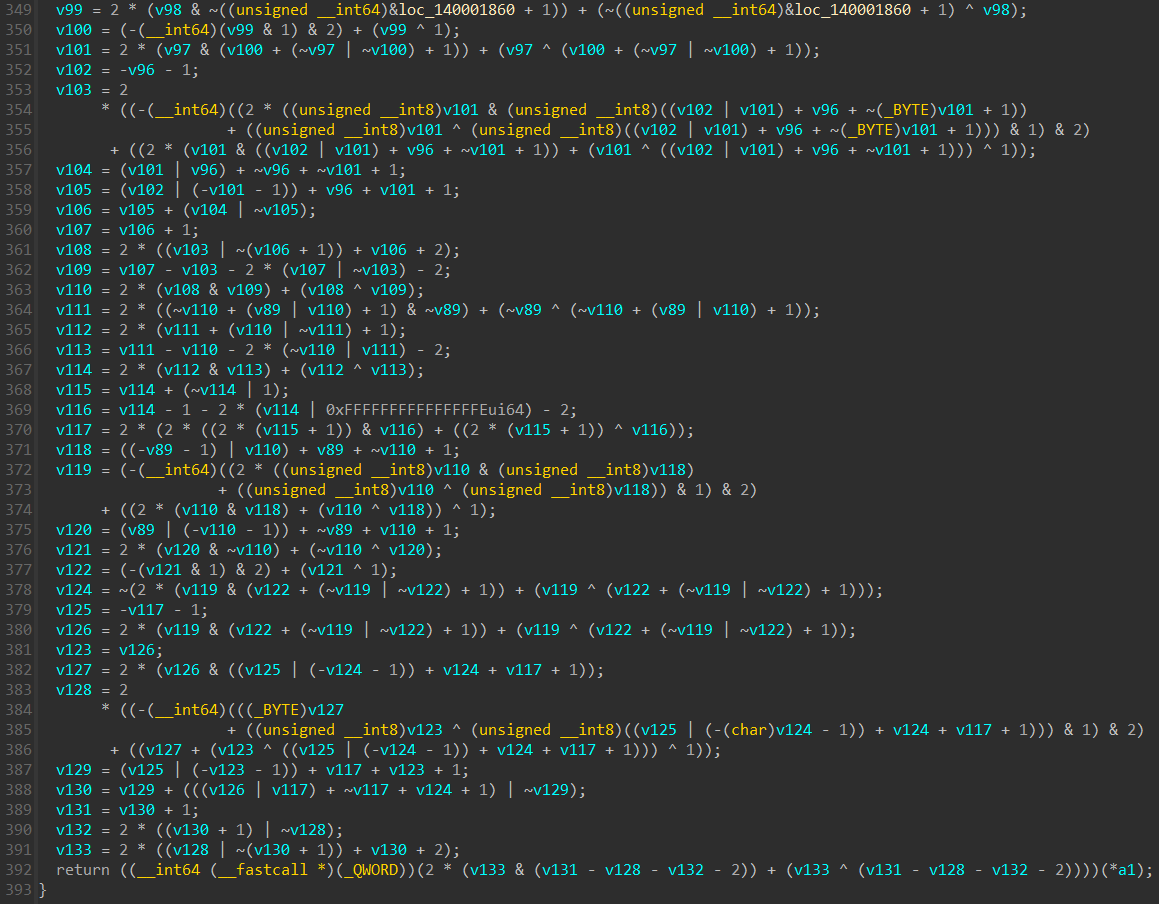 349 v99 = 2 * (v98 & ~((unsigned __int64)&loc_140001860 + 1)) + (~((unsigned __int64)&loc_140001860 + 1) ^ v98);
350 v100 = (-(__int64)(v99 & 1) & 2) + (v99 ^ 1);
351 v101 = 2 * (v97 & (v100 + (~v97 | ~v100) + 1)) + (v97 ^ (v100 + (~v97 | ~v100) + 1));
352 v102 = -v96 - 1;
353 v103 = 2
354 * ((-(__int64)((2 * ((unsigned __int8)v101 & (unsigned __int8)((v102 | v101) + v96 + ~(_BYTE)v101 + 1))
355 + ((unsigned __int8)v101 ^ (unsigned __int8)((v102 | v101) + v96 + ~(_BYTE)v101 + 1))) & 1) & 2)
356 + ((2 * (v101 & ((v102 | v101) + v96 + ~v101 + 1)) + (v101 ^ ((v102 | v101) + v96 + ~v101 + 1))) ^ 1));
357 v104 = (v101 | v96) + ~v96 + ~v101 + 1;
358 v105 = (v102 | (-v101 - 1)) + v96 + v101 + 1;
359 v106 = v105 + (v104 | ~v105);
360 v107 = v106 + 1;
361 v108 = 2 * ((v103 | ~(v106 + 1)) + v106 + 2);
362 v109 = v107 - v103 - 2 * (v107 | ~v103) - 2;
363 v110 = 2 * (v108 & v109) + (v108 ^ v109);
364 v111 = 2 * ((~v110 + (v89 | v110) + 1) & ~v89) + (~v89 ^ (~v110 + (v89 | v110) + 1));
365 v112 = 2 * (v111 + (v110 | ~v111) + 1);
366 v113 = v111 - v110 - 2 * (~v110 | v111) - 2;
367 v114 = 2 * (v112 & v113) + (v112 ^ v113);
368 v115 = v114 + (~v114 | 1);
369 v116 = v114 - 1 - 2 * (v114 | 0xFFFFFFFFFFFFFFFEui64) - 2;
370 v117 = 2 * (2 * ((2 * (v115 + 1)) & v116) + ((2 * (v115 + 1)) ^ v116));
371 v118 = ((-v89 - 1) | v110) + v89 + ~v110 + 1;
372 v119 = (-(__int64)((2 * ((unsigned __int8)v110 & (unsigned __int8)v118)
373 + ((unsigned __int8)v110 ^ (unsigned __int8)v118)) & 1) & 2)
374 + ((2 * (v110 & v118) + (v110 ^ v118)) ^ 1);
375 v120 = (v89 | (-v110 - 1)) + ~v89 + v110 + 1;
376 v121 = 2 * (v120 & ~v110) + (~v110 ^ v120);
377 v122 = (-(v121 & 1) & 2) + (v121 ^ 1);
378 v124 = ~(2 * (v119 & (v122 + (~v119 | ~v122) + 1)) + (v119 ^ (v122 + (~v119 | ~v122) + 1)));
379 v125 = -v117 - 1;
380 v126 = 2 * (v119 & (v122 + (~v119 | ~v122) + 1)) + (v119 ^ (v122 + (~v119 | ~v122) + 1));
381 v123 = v126;
382 v127 = 2 * (v126 & ((v125 | (-v124 - 1)) + v124 + v117 + 1));
383 v128 = 2
384 * ((-(__int64)(((_BYTE)v127
385 + ((unsigned __int8)v123 ^ (unsigned __int8)((v125 | (-(char)v124 - 1)) + v124 + v117 + 1))) & 1) & 2)
386 + ((v127 + (v123 ^ ((v125 | (-v124 - 1)) + v124 + v117 + 1))) ^ 1));
387 v129 = (v125 | (-v123 - 1)) + v117 + v123 + 1;
388 v130 = v129 + (((v126 | v117) + ~v117 + v124 + 1) | ~v129);
389 v131 = v130 + 1;
390 v132 = 2 * ((v130 + 1) | ~v128);
391 v133 = 2 * ((v128 | ~(v130 + 1)) + v130 + 2);
392 return ((__int64 (__fastcall *)(_QWORD))(2 * (v133 & (v131 - v128 - v132 - 2)) + (v133 ^ (v131 - v128 - v132 - 2))))(*a1);
393 }